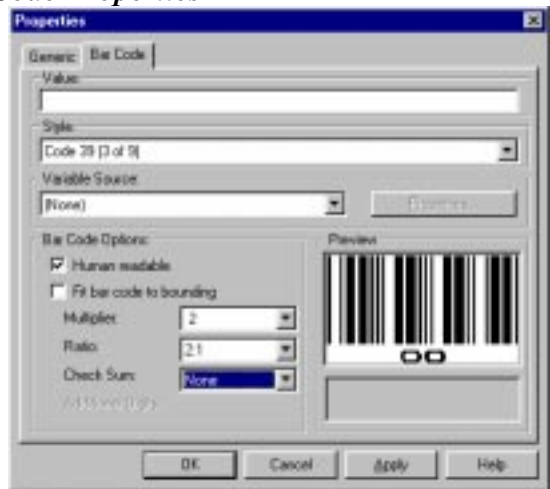 Properties
Generic Bar Code
Value:
Style:
Code 39 (3 of 9)
Variable Source:
(None)
Bar Code Options:
Preview
Human readable
Fit bar code to bounding
Multiplier: 2
Ratio: 2:1
Check Sum: None
OK Cancel Apply Help